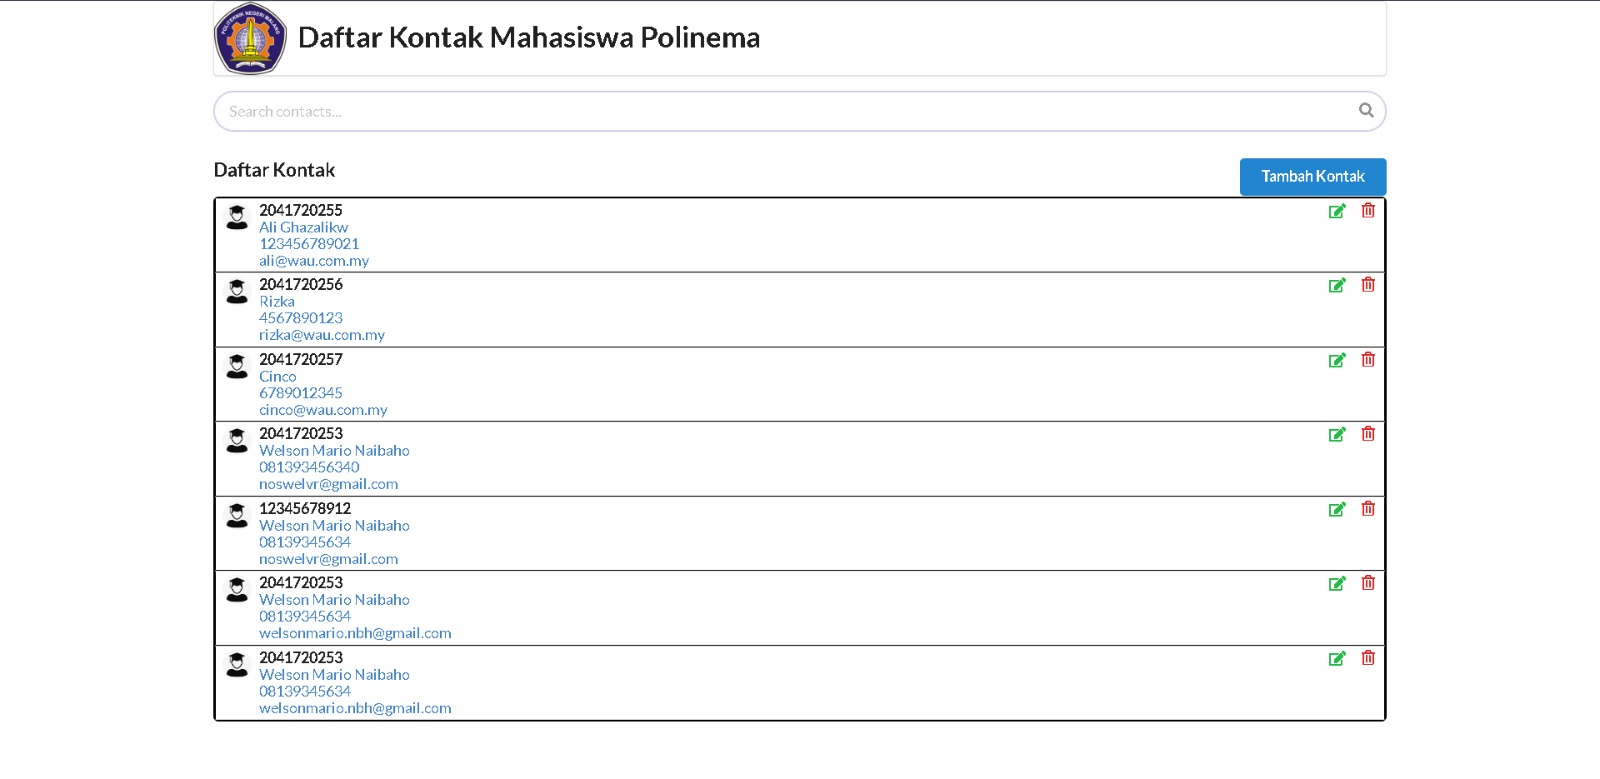 POLITEKNIK NEGERI MALANG
Daftar Kontak Mahasiswa Polinema
Search contacts...
Daftar Kontak
Tambah Kontak
2041720255
Ali Ghazalikw
123456789021
ali@wau.com.my
2041720256
Rizka
4567890123
rizka@wau.com.my
2041720257
Cinco
6789012345
cinco@wau.com.my
2041720253
Welson Mario Naibaho
081393456340
noswelvr@gmail.com
12345678912
Welson Mario Naibaho
08139345634
noswelvr@gmail.com
2041720253
Welson Mario Naibaho
08139345634
welsonmario.nbh@gmail.com
2041720253
Welson Mario Naibaho
08139345634
welsonmario.nbh@gmail.com